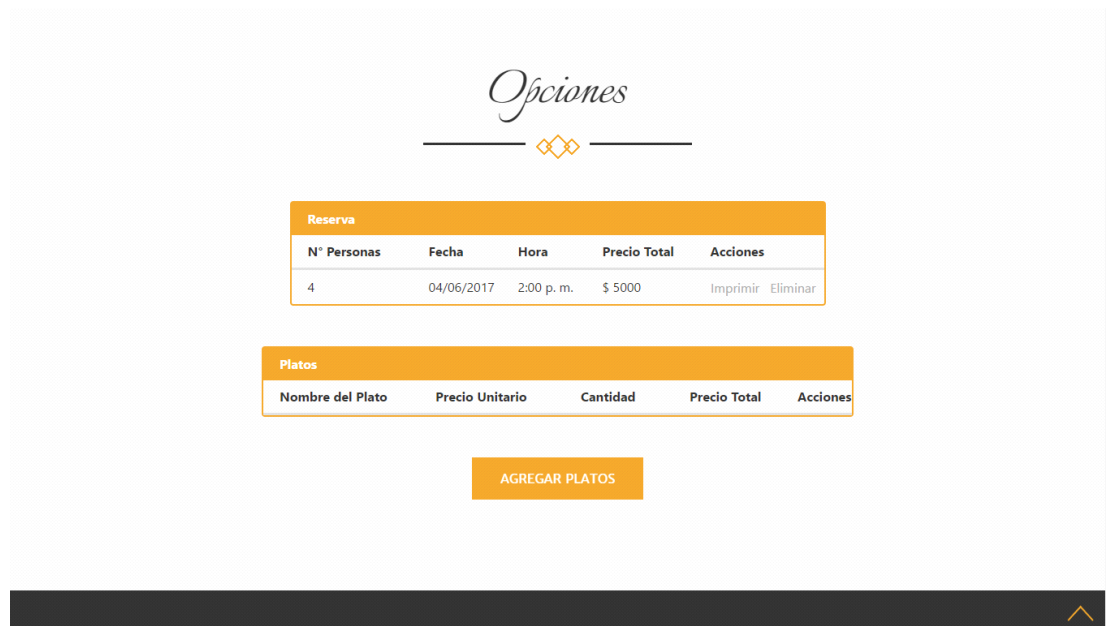 Opciones
Reserva
N° Personas Fecha Hora Precio Total Acciones
4 04/06/2017 2:00 p. m. $ 5000 Imprimir Eliminar
Platos
Nombre del Plato Precio Unitario Cantidad Precio Total Acciones
AGREGAR PLATOS